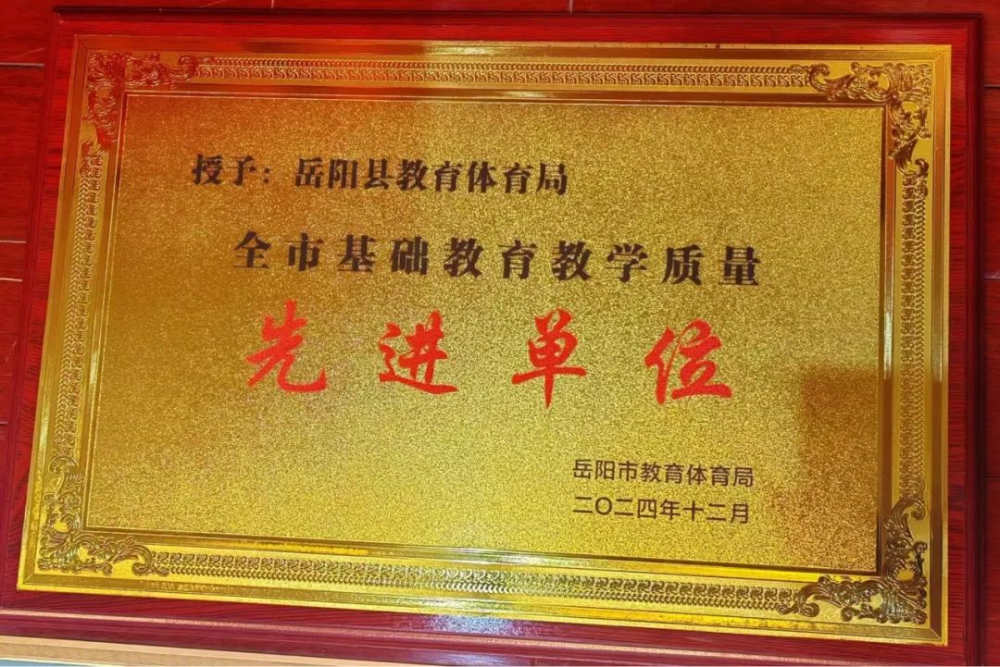 授予：岳阳县教育体育局
全市基础教育教学质量
先进单位
岳阳市教育体育局
二〇二四年十二月